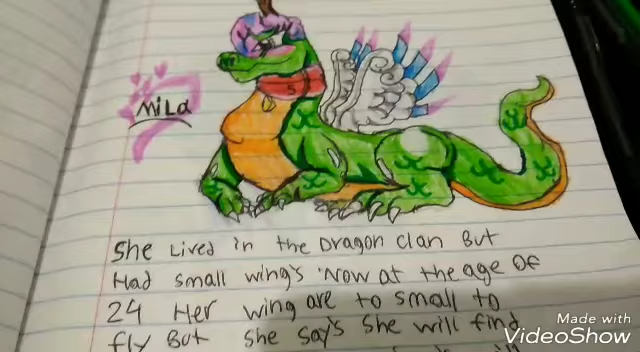 MiLa
She Lived in the Dragon clan But
Had small wing's Now at the age of
24 Her wing are to small to
fly But she say's she will find
Made with
VideoShow